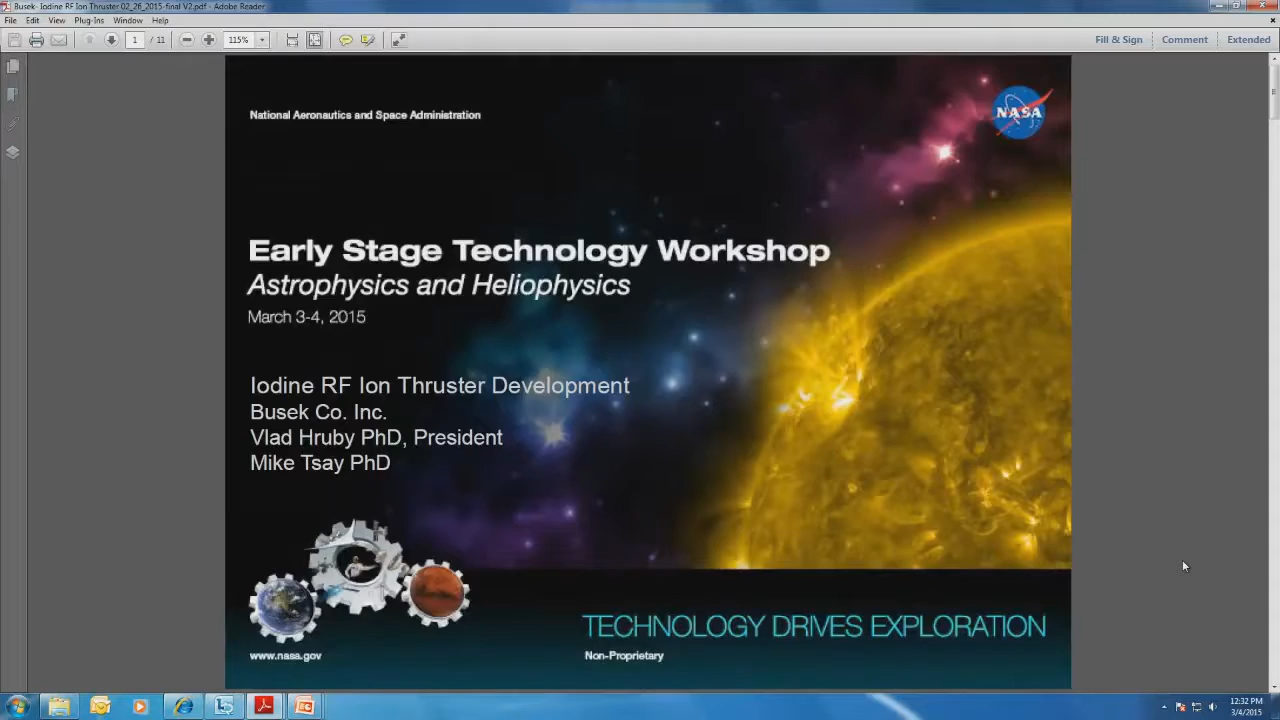 Busek- Iodine RF Ion Thruster 02_26_2015-final V2.pdf - Adobe Reader
File Edit View Plug-Ins Window Help
1 / 11 115% Fill & Sign Comment Extended
National Aeronautics and Space Administration
NASA
Early Stage Technology Workshop
Astrophysics and Heliophysics
March 3-4, 2015
Iodine RF Ion Thruster Development
Busek Co. Inc.
Vlad Hruby PhD, President
Mike Tsay PhD
TECHNOLOGY DRIVES EXPLORATION
www.nasa.gov
Non-Proprietary
12:32 PM
3/4/2015